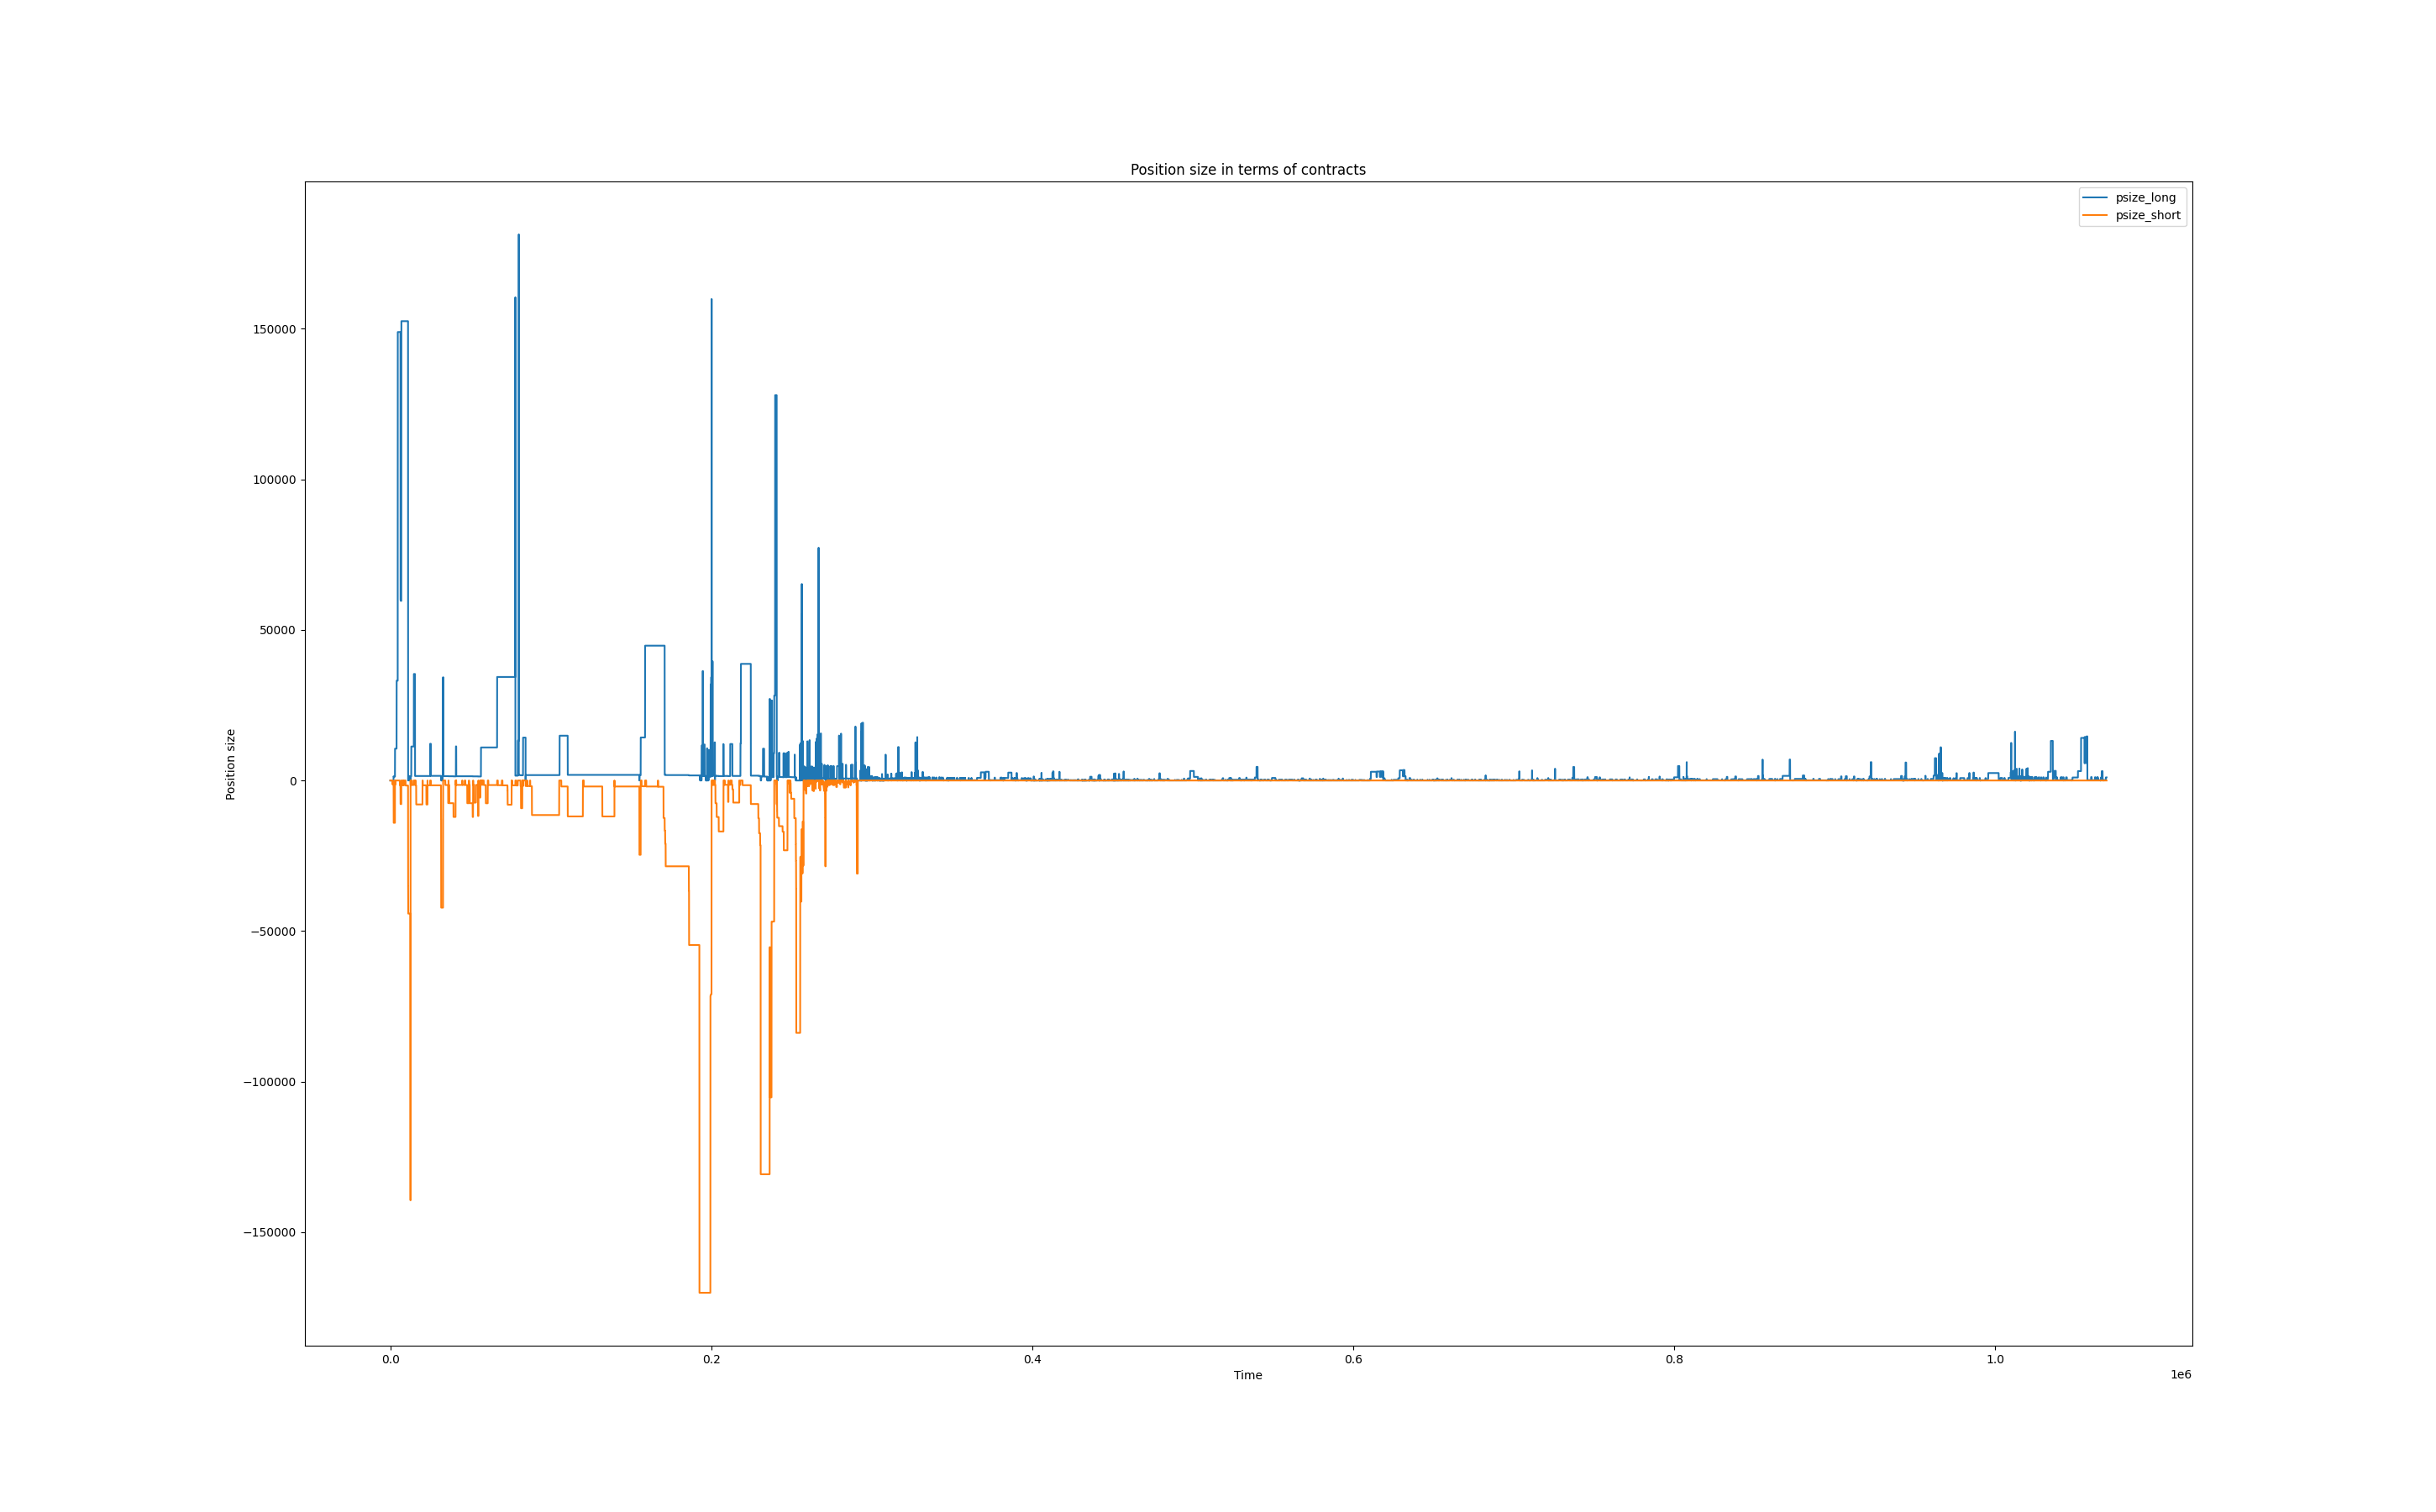 Position size in terms of contracts
psize_long
psize_short
150000
100000
50000
0
−50000
−100000
−150000
Position size
0.0
0.2
0.4
0.6
0.8
1.0
1e6
Time